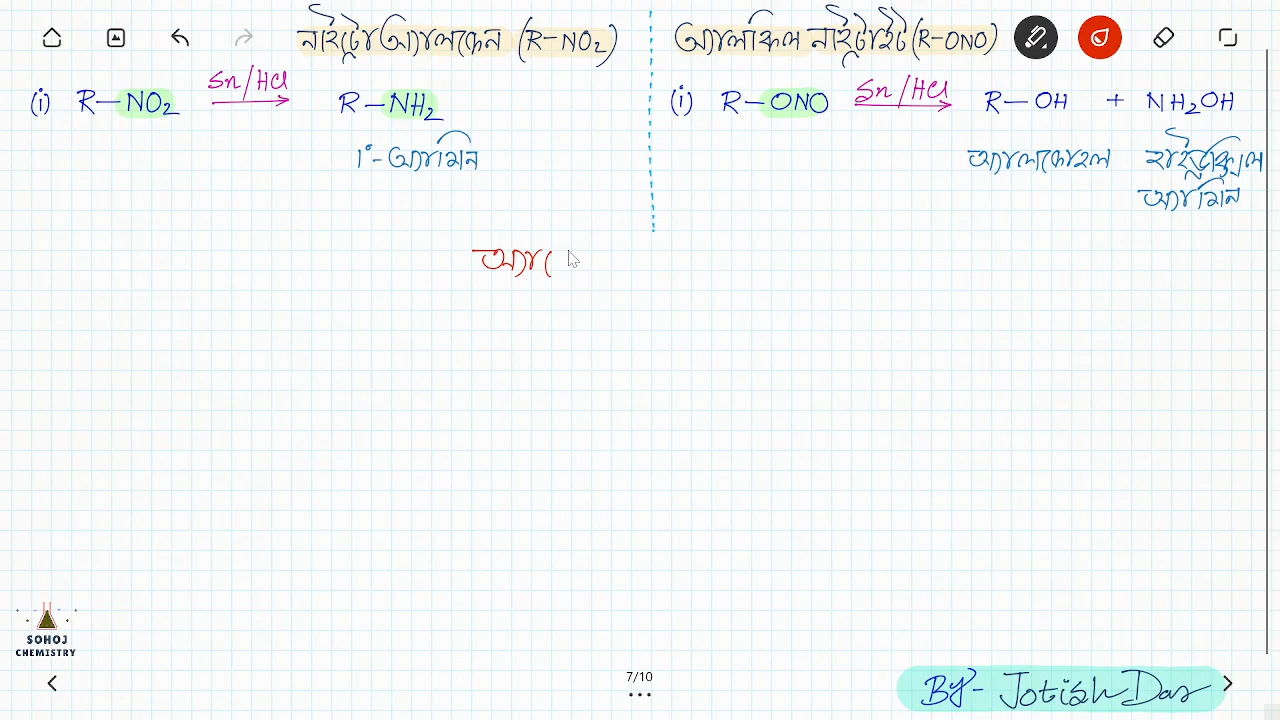 নাইট্রোঅ্যালকেন (R-NO₂)
(i) R-NO₂ Sn/HCl R-NH₂
1°-অ্যামিন
অ্যালকিল নাইট্রাইট (R-ONO)
(i) R-ONO Sn/HCl R-OH + NH₂OH
অ্যালকোহল হাইড্রক্সিল
অ্যামিন
SOHOJ
CHEMISTRY
7/10
BY- Jotish Das